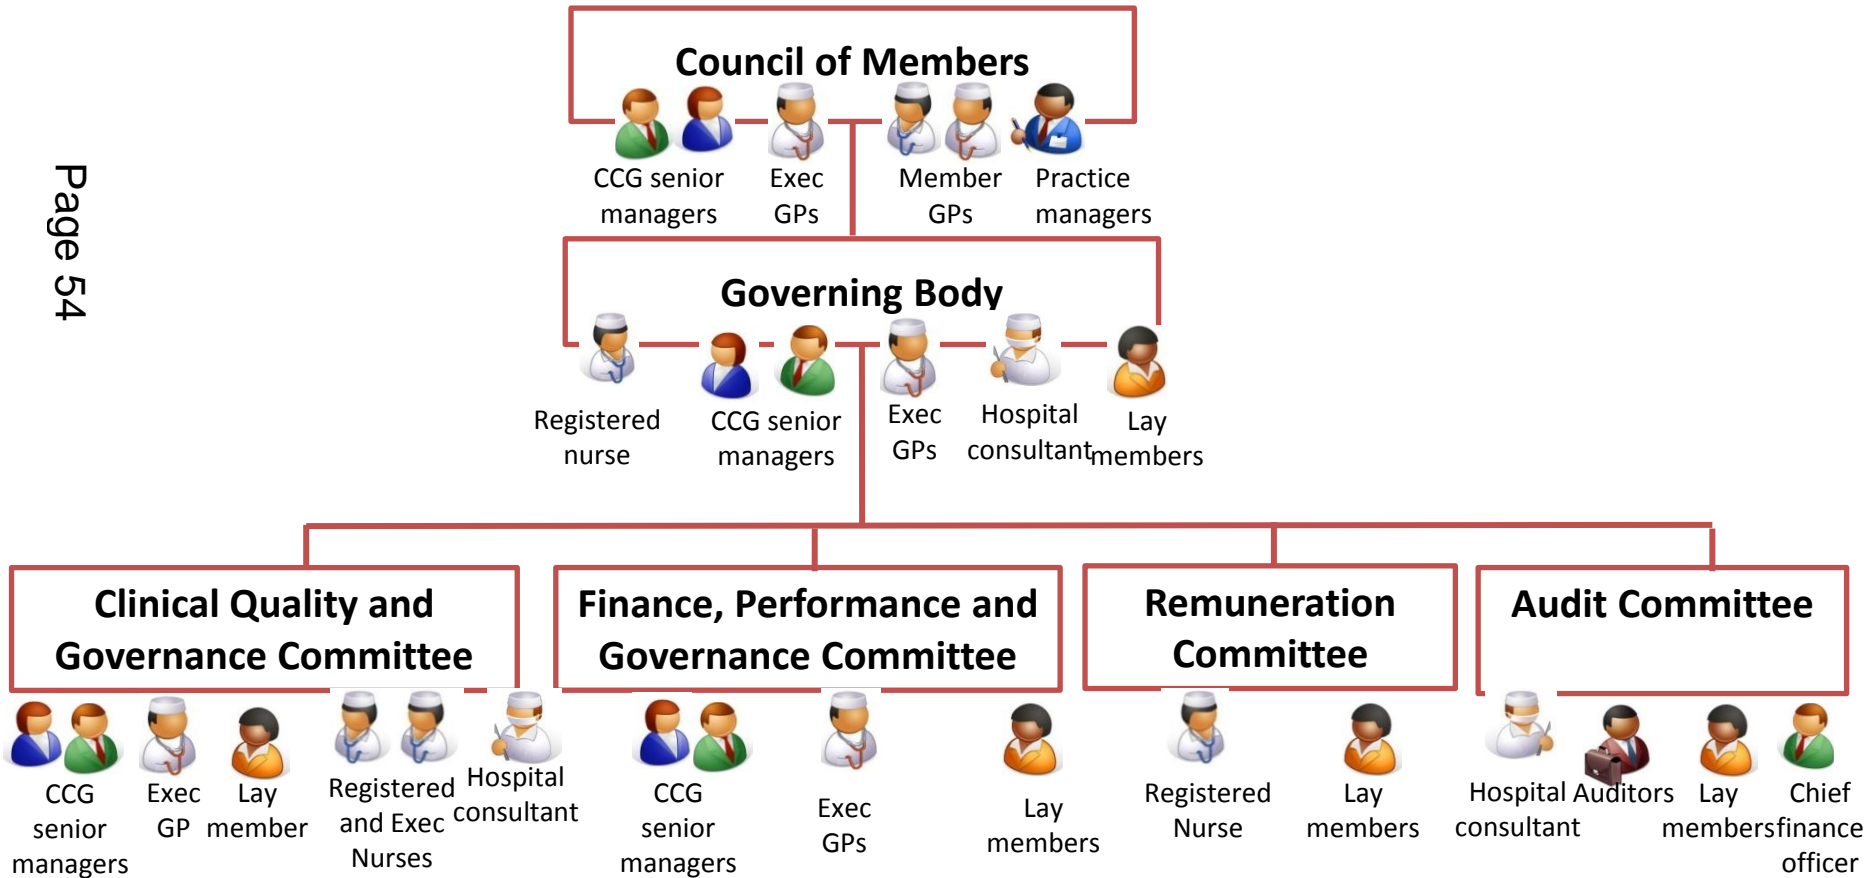 Page 54
Council of Members
CCG senior
managers
Exec
GPs
Member
GPs
Practice
managers
Governing Body
Registered
nurse
CCG senior
managers
Exec
GPs
Hospital
consultant
Lay
members
Clinical Quality and
Governance Committee
CCG
senior
managers
Exec
GP
Lay
member
Registered
and Exec
Nurses
Hospital
consultant
Finance, Performance and
Governance Committee
CCG
senior
managers
Exec
GPs
Lay
members
Remuneration
Committee
Registered
Nurse
Lay
members
Audit Committee
Hospital
consultant
Auditors
Lay
members
Chief
finance
officer